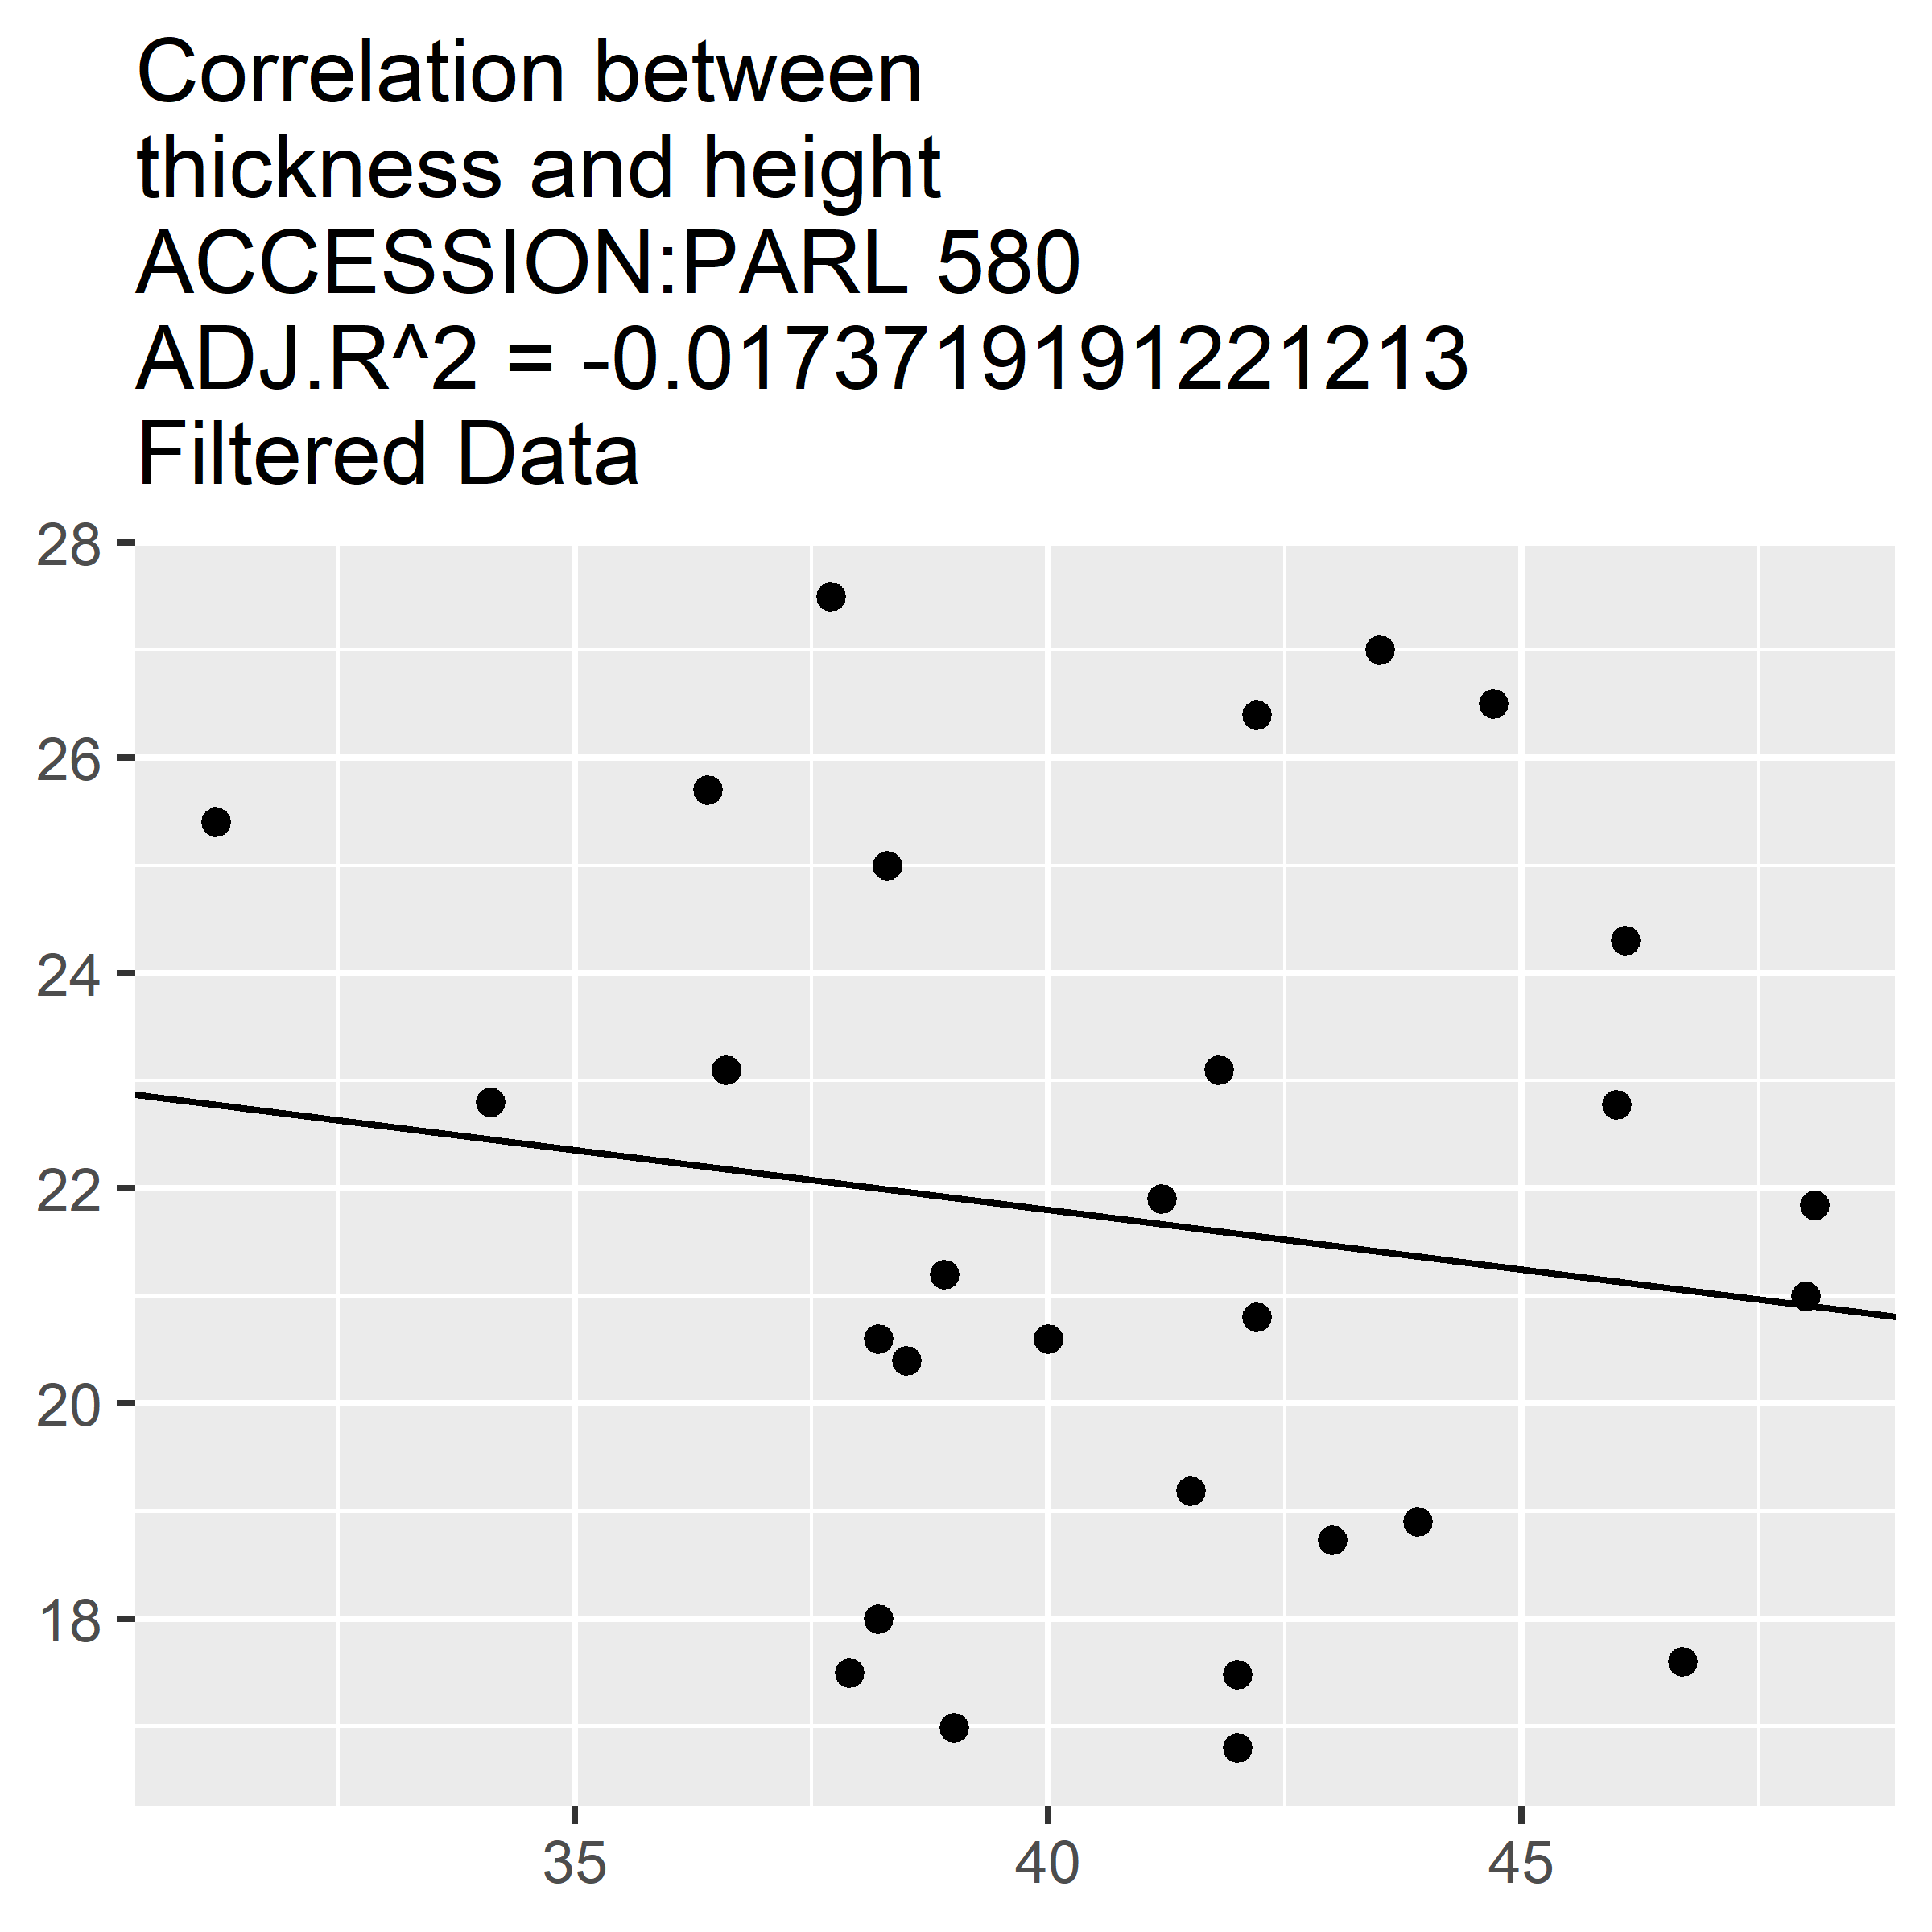 Correlation between
thickness and height
ACCESSION:PARL 580
ADJ.R^2 = -0.0173719191221213
Filtered Data
28
26
24
22
20
18
35 40 45